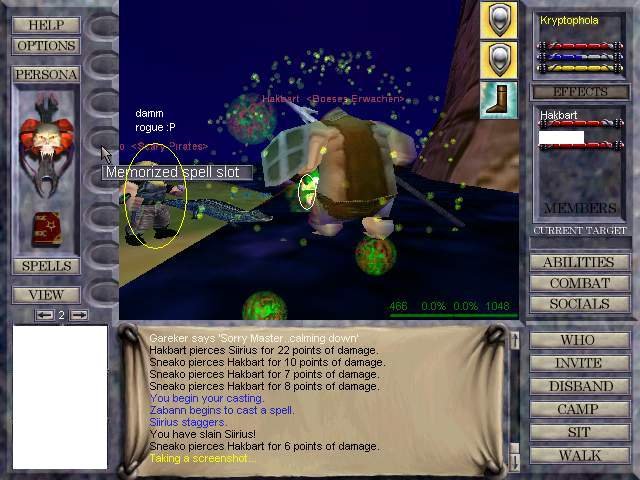 HELP
OPTIONS
PERSONA
SPELLS
VIEW
2
damm
rogue :P
Hakbart <Boeses Erwachen>
o <Scary Pirates>
Memorized spell slot
466 0.0% 0.0% 1048
Kryptophola
EFFECTS
Hakbart
MEMBERS
CURRENT TARGET
ABILITIES
COMBAT
SOCIALS
WHO
INVITE
DISBAND
CAMP
SIT
WALK
Gareker says 'Sorry Master..calming down'
Hakbart pierces Siirius for 22 points of damage.
Sneako pierces Hakbart for 10 points of damage.
Sneako pierces Hakbart for 7 points of damage.
Sneako pierces Hakbart for 8 points of damage.
You begin your casting.
Zabann begins to cast a spell.
Siirius staggers.
You have slain Siirius!
Sneako pierces Hakbart for 6 points of damage.
Taking a screenshot...